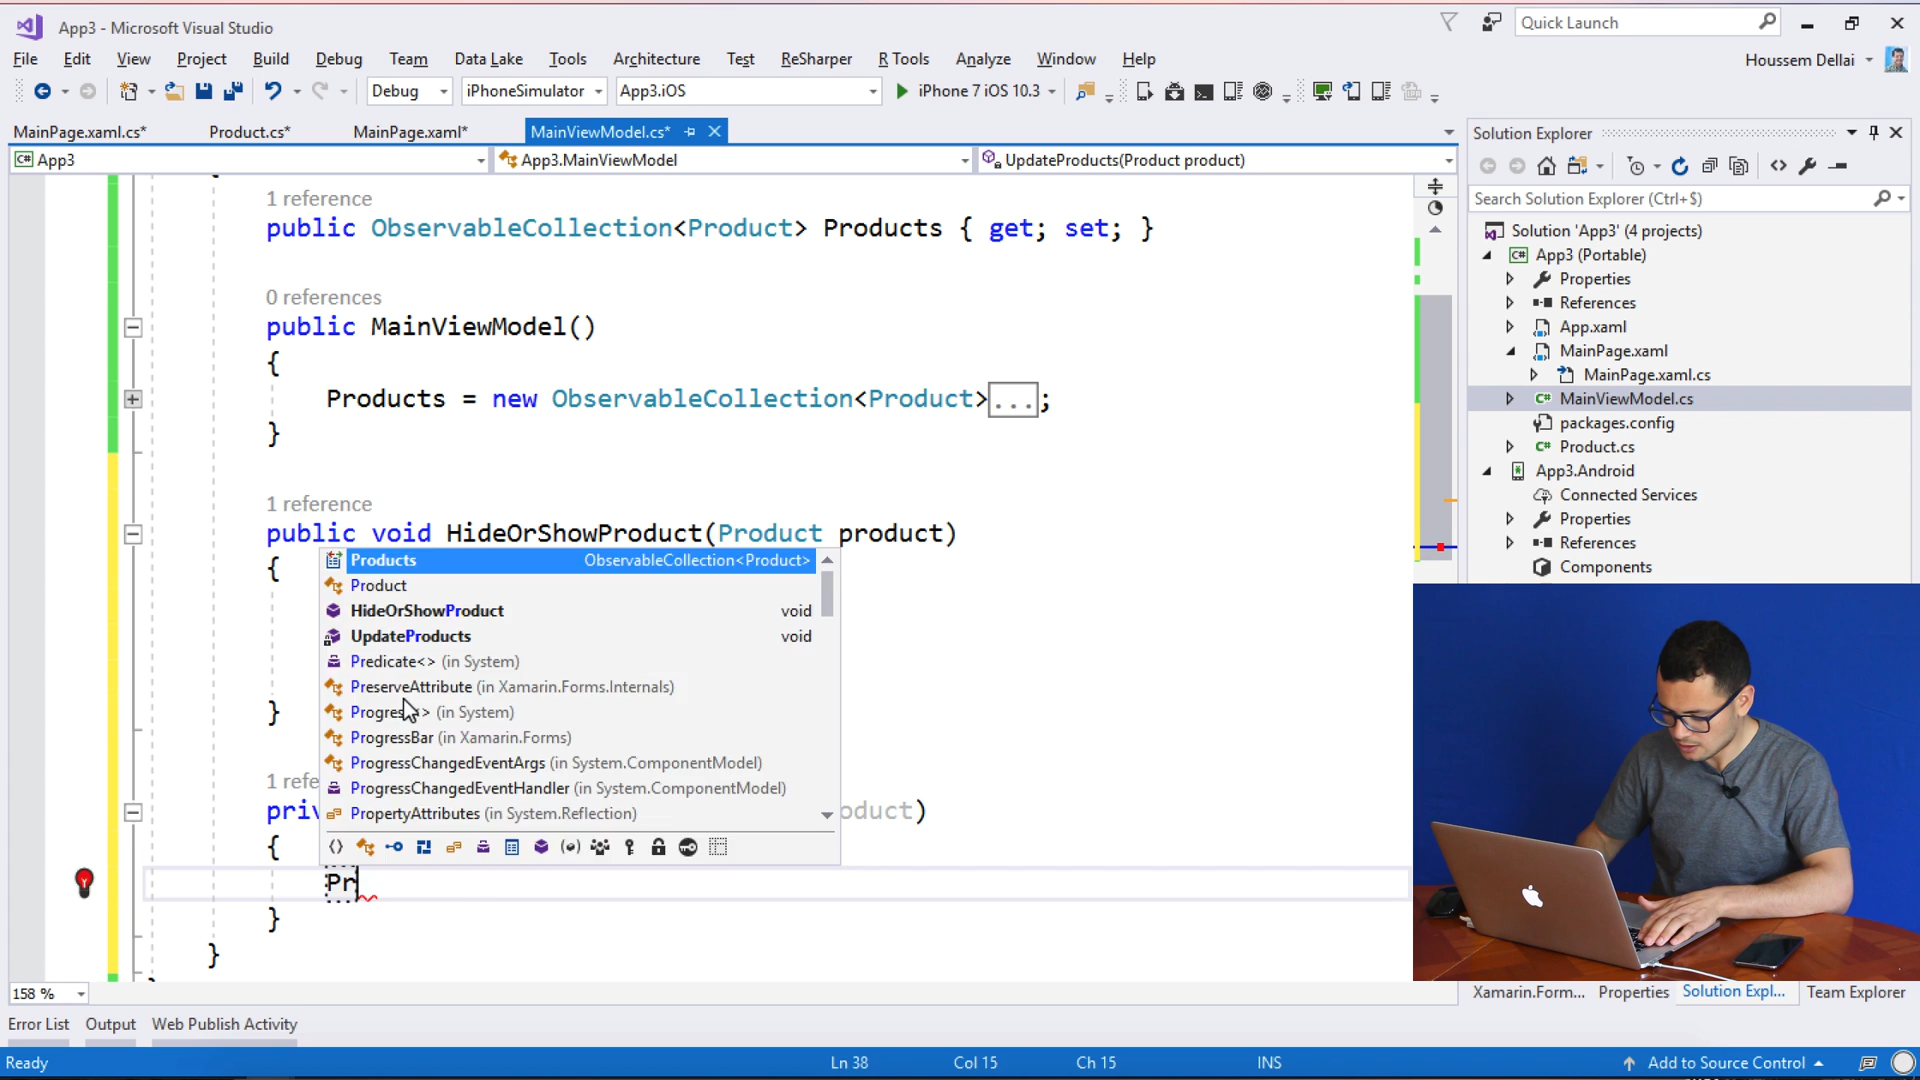 App3 - Microsoft Visual Studio
Quick Launch
File Edit View Project Build Debug Team Data Lake Tools Architecture Test ReSharper R Tools Analyze Window Help
Houssem Dellai
Debug iPhoneSimulator App3.iOS iPhone 7 iOS 10.3
MainPage.xaml.cs* Product.cs* MainPage.xaml* MainViewModel.cs*
App3 App3.MainViewModel UpdateProducts(Product product)
1 reference
public ObservableCollection<Product> Products { get; set; }
0 references
public MainViewModel()
{
Products = new ObservableCollection<Product>...;
}
1 reference
public void HideOrShowProduct(Product product)
{
Products ObservableCollection<Product>
Product
HideOrShowProduct void
UpdateProducts void
Predicate<> (in System)
PreserveAttribute (in Xamarin.Forms.Internals)
} Progress<> (in System)
ProgressBar (in Xamarin.Forms)
ProgressChangedEventArgs (in System.ComponentModel)
1 refe
ProgressChangedEventHandler (in System.ComponentModel)
PropertyAttributes (in System.Reflection)
priv oduct)
{
Pr
}
}
158 %
Solution Explorer
Search Solution Explorer (Ctrl+$)
Solution 'App3' (4 projects)
App3 (Portable)
Properties
References
App.xaml
MainPage.xaml
MainPage.xaml.cs
MainViewModel.cs
packages.config
Product.cs
App3.Android
Connected Services
Properties
References
Components
Xamarin.Form... Properties Solution Expl... Team Explorer
Error List Output Web Publish Activity
Ready Ln 38 Col 15 Ch 15 INS Add to Source Control